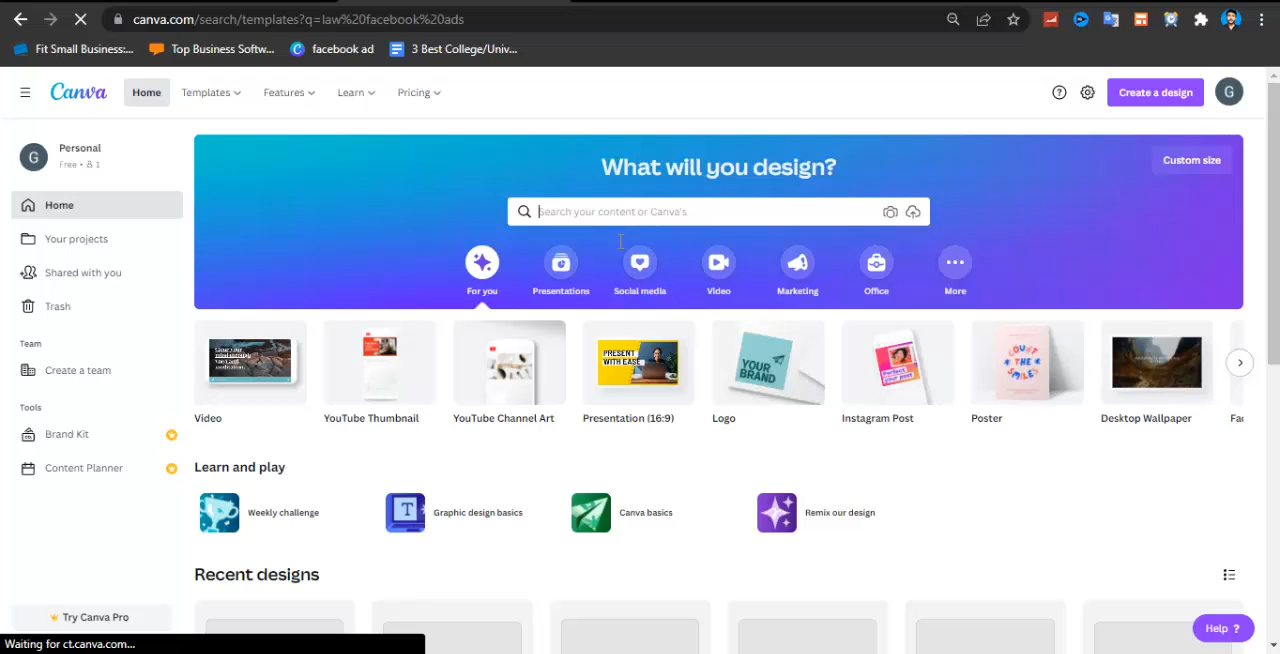 canva.com/search/templates?q=law%20facebook%20ads
Fit Small Business:... Top Business Softw... facebook ad 3 Best College/Univ...
Canva Home Templates Features Learn Pricing ? Create a design G
G Personal
Free • 1
What will you design?
Custom size
Home
Search your content or Canva's
Your projects
Shared with you
Trash
For you Presentations Social media Video Marketing Office More
Team
Create a team
Tools
Brand Kit
Content Planner
PRESENT
WITH EASE
YOUR
BRAND
Perfect
your post
COUNT
THE
SMILES
Video YouTube Thumbnail YouTube Channel Art Presentation (16:9) Logo Instagram Post Poster Desktop Wallpaper
Learn and play
Weekly challenge T Graphic design basics Canva basics Remix our design
Recent designs
Try Canva Pro
Help ?
Waiting for ct.canva.com...